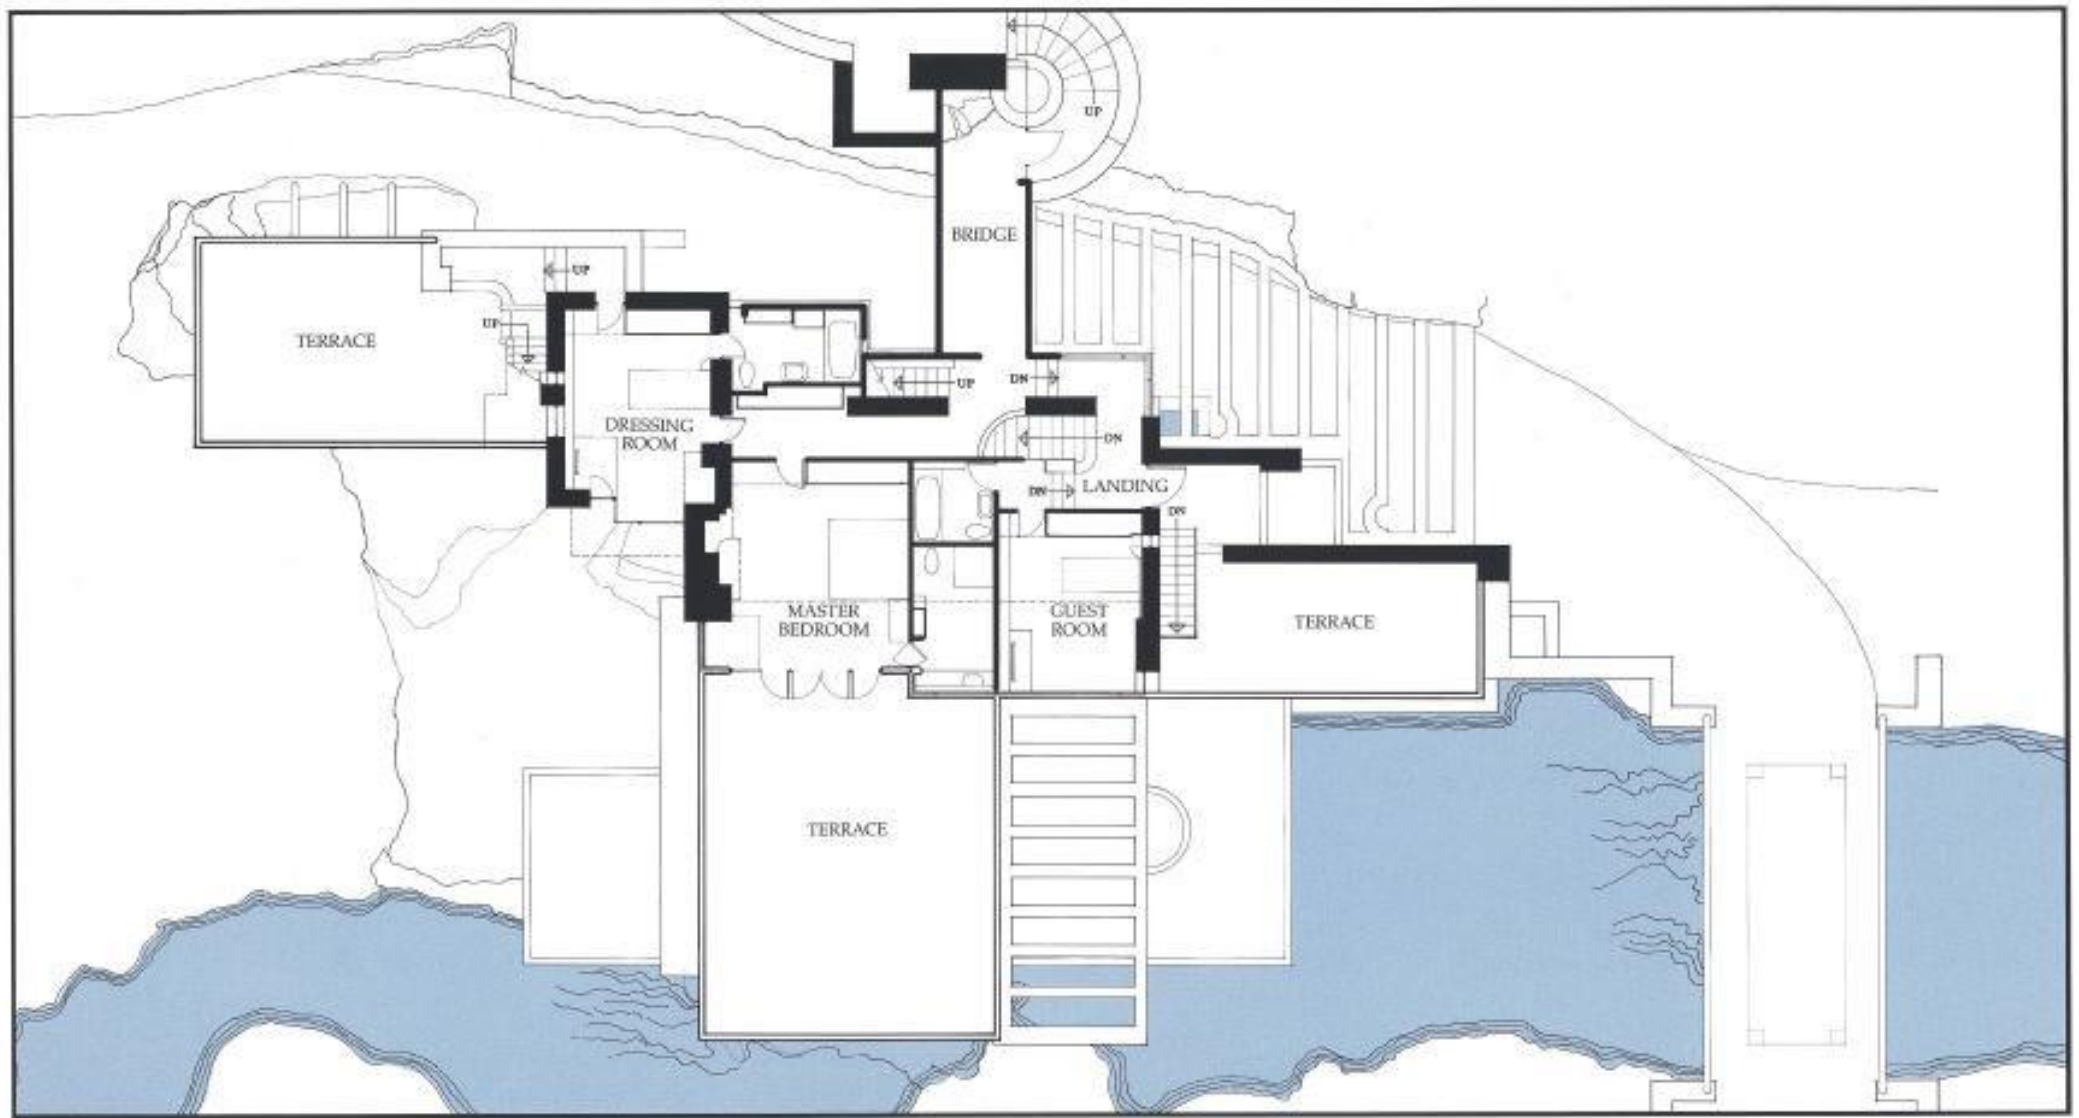 UP
BRIDGE
UP
UP
TERRACE
UP
DN
DRESSING
ROOM
DN
DN
LANDING
DN
MASTER
BEDROOM
GUEST
ROOM
TERRACE
TERRACE